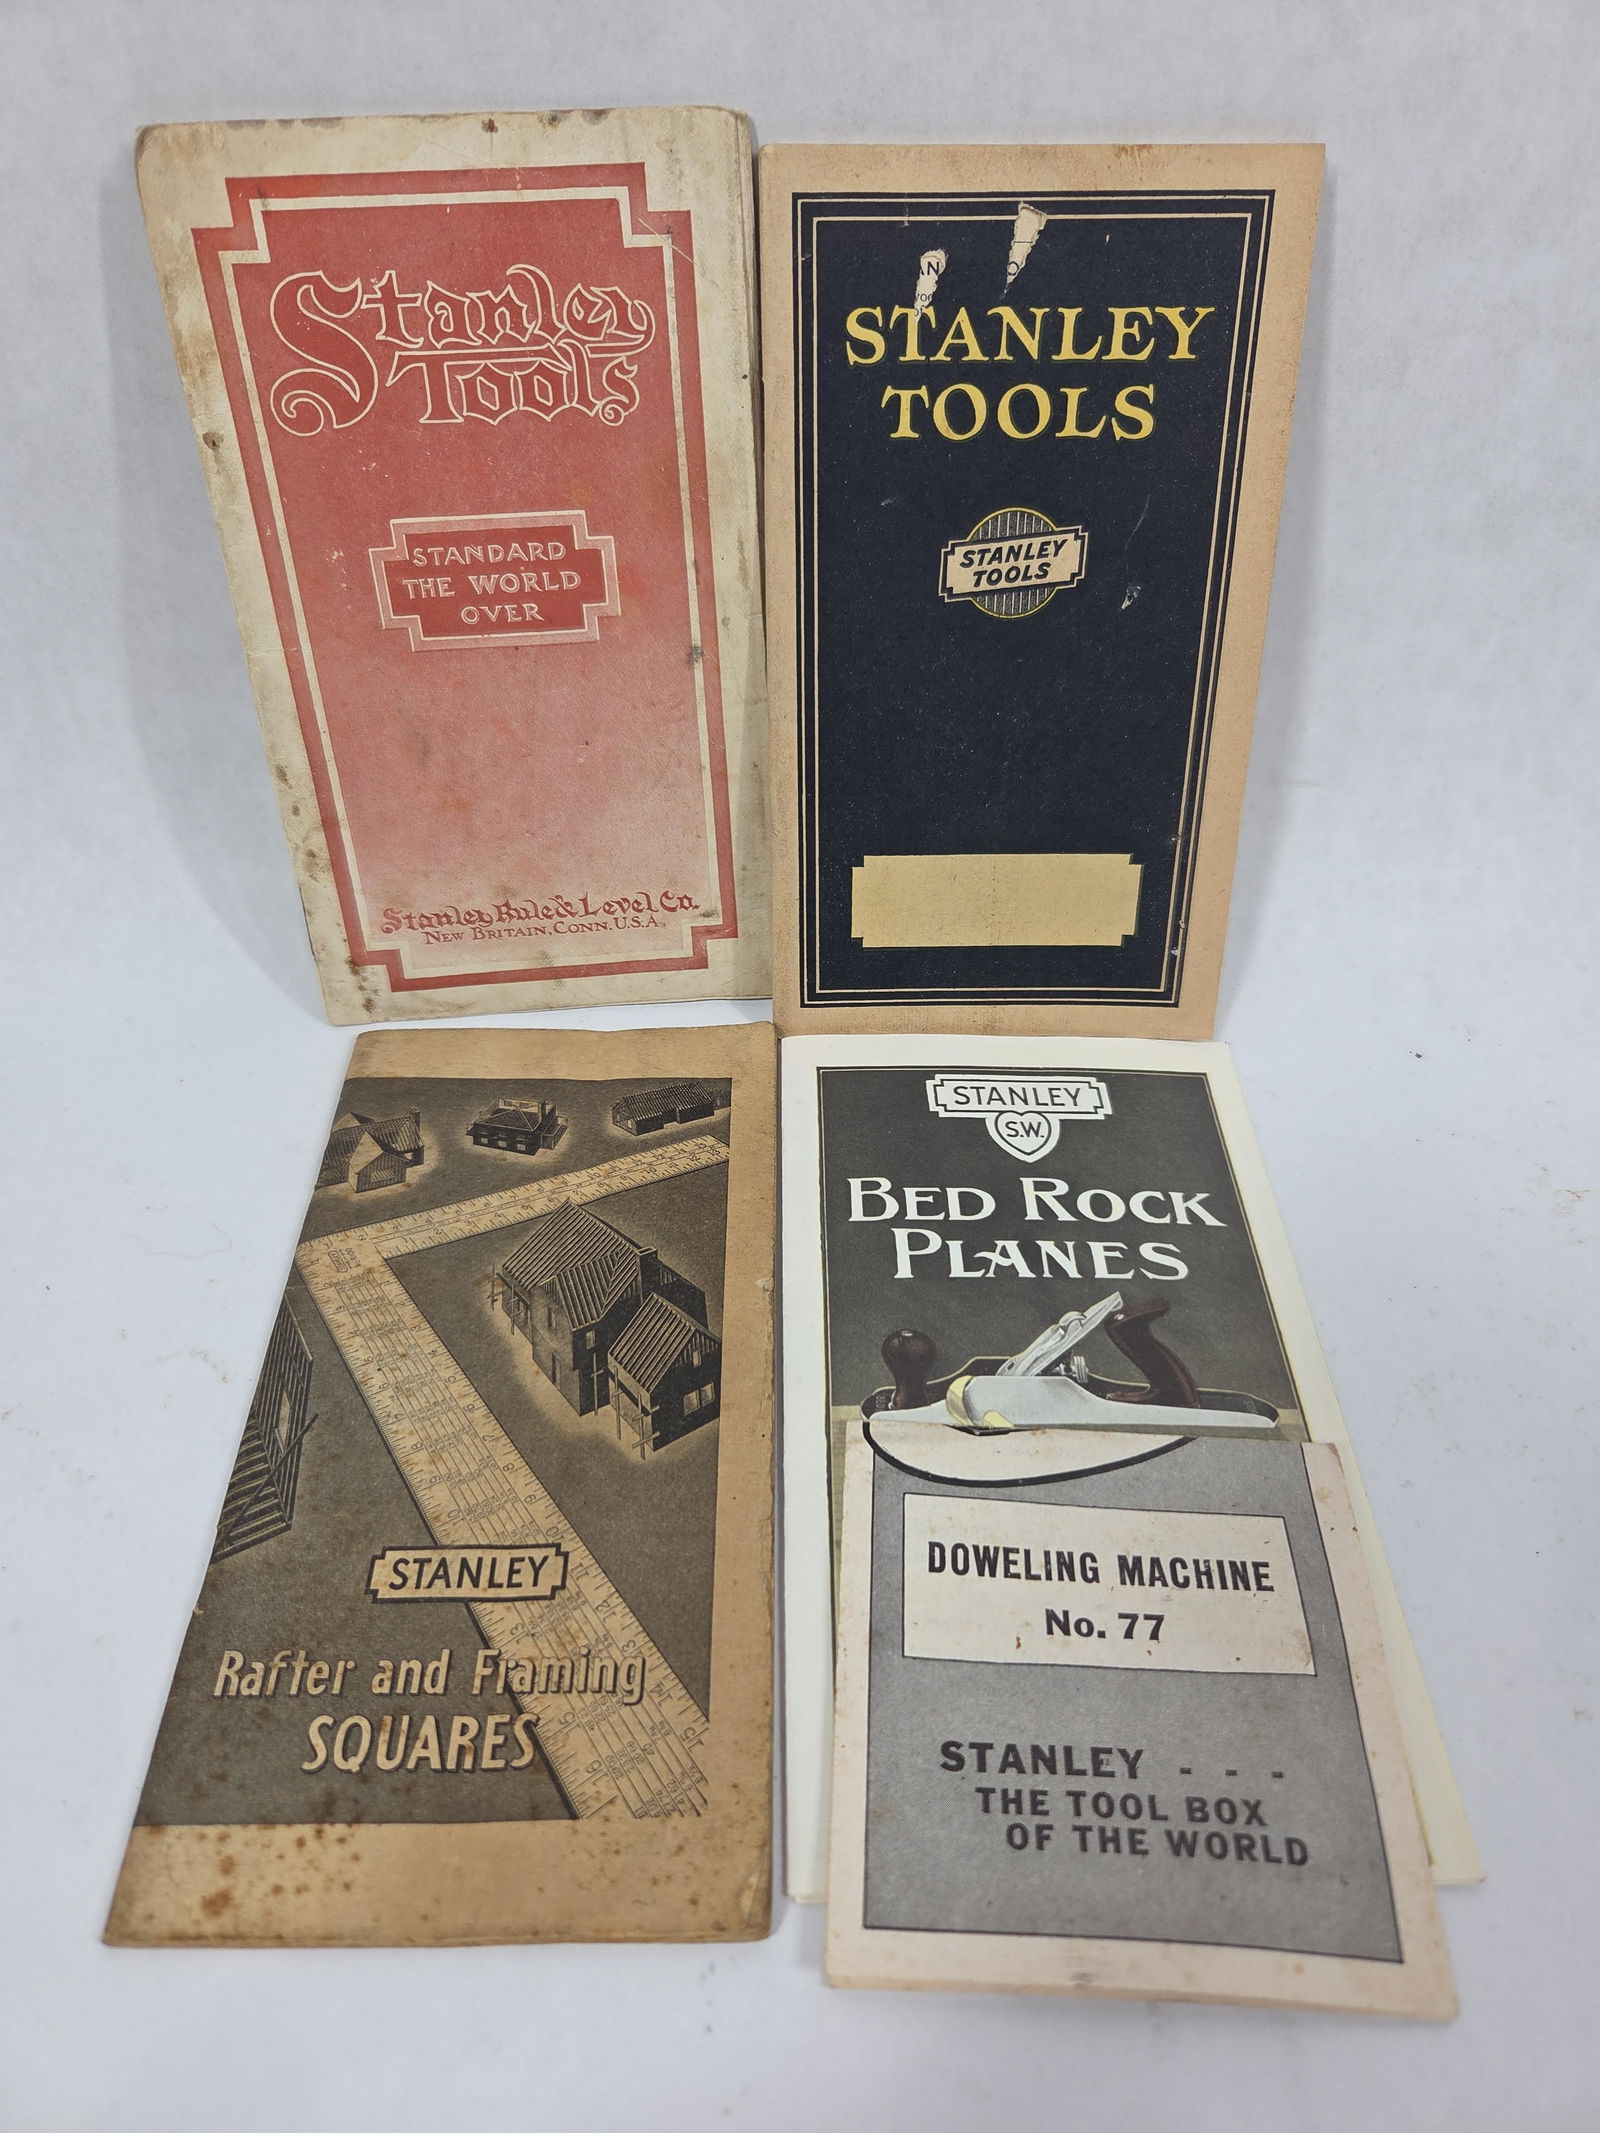 Stanley
Tools
STANDARD
THE WORLD
OVER
Stanley Rule & Level Co.
NEW BRITAIN, CONN. U.S.A.
STANLEY
TOOLS
STANLEY
TOOLS
STANLEY
Rafter and Framing
SQUARES
STANLEY
S.W.
BED ROCK
PLANES
DOWELING MACHINE
No. 77
STANLEY - - -
THE TOOL BOX
OF THE WORLD